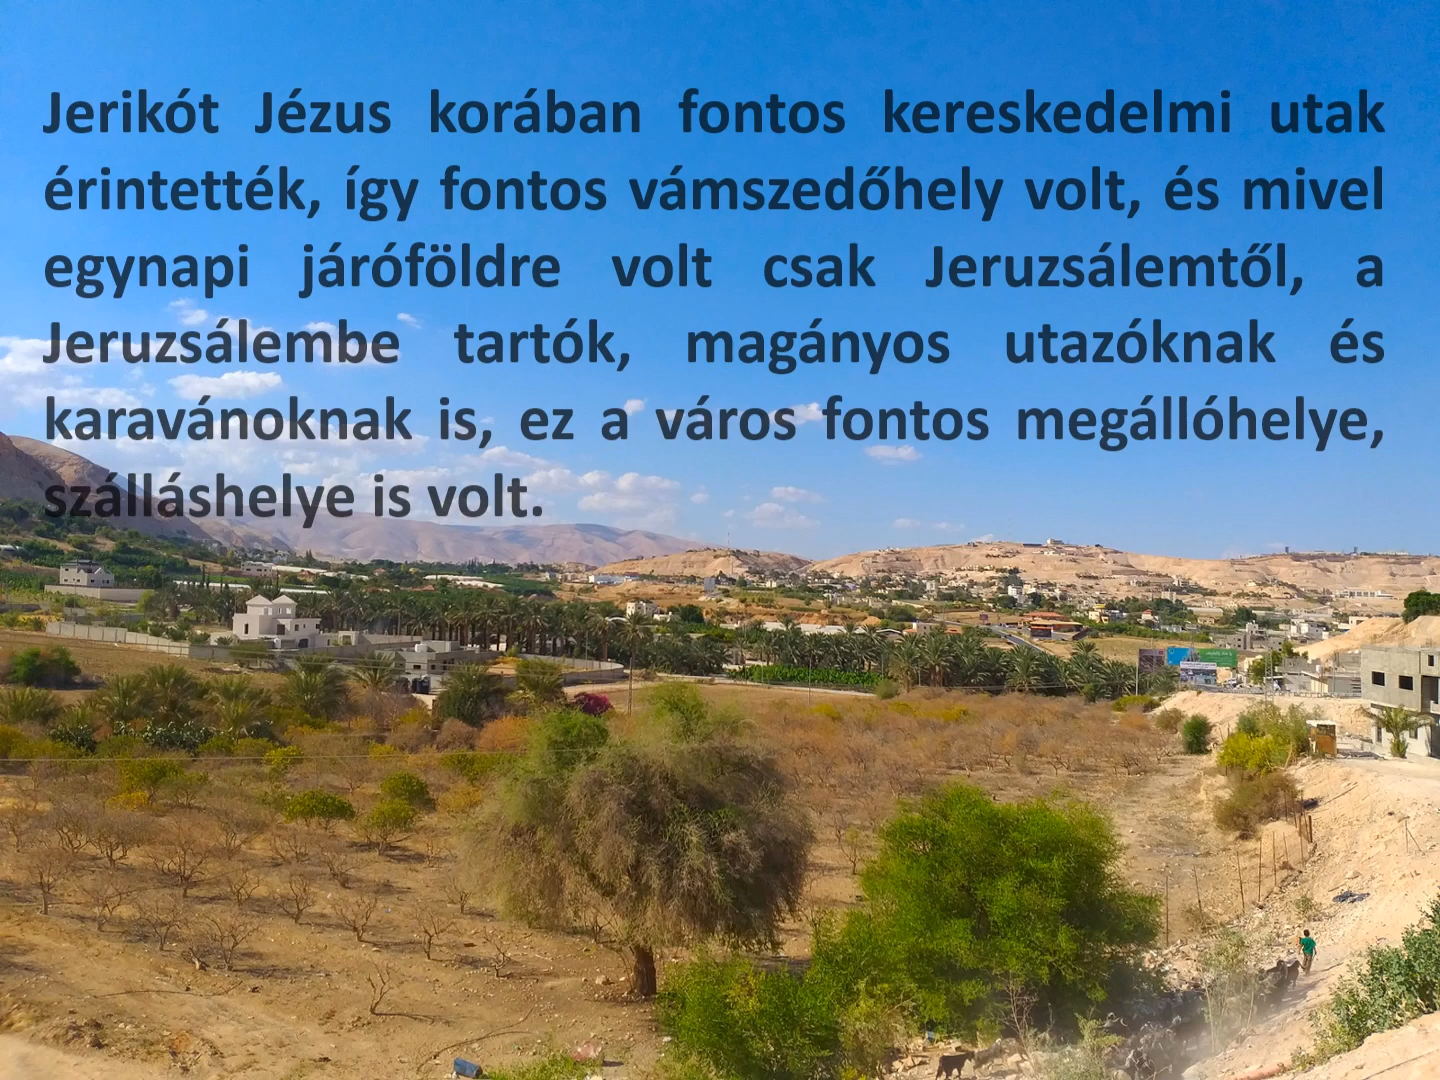 Jerikót Jézus korában fontos kereskedelmi utak
érintették, így fontos vámszedőhely volt, és mivel
egynapi járóföldre volt csak Jeruzsálemtől, a
Jeruzsálembe tartók, magányos utazóknak és
karavánoknak is, ez a város fontos megállóhelye,
szálláshelye is volt.